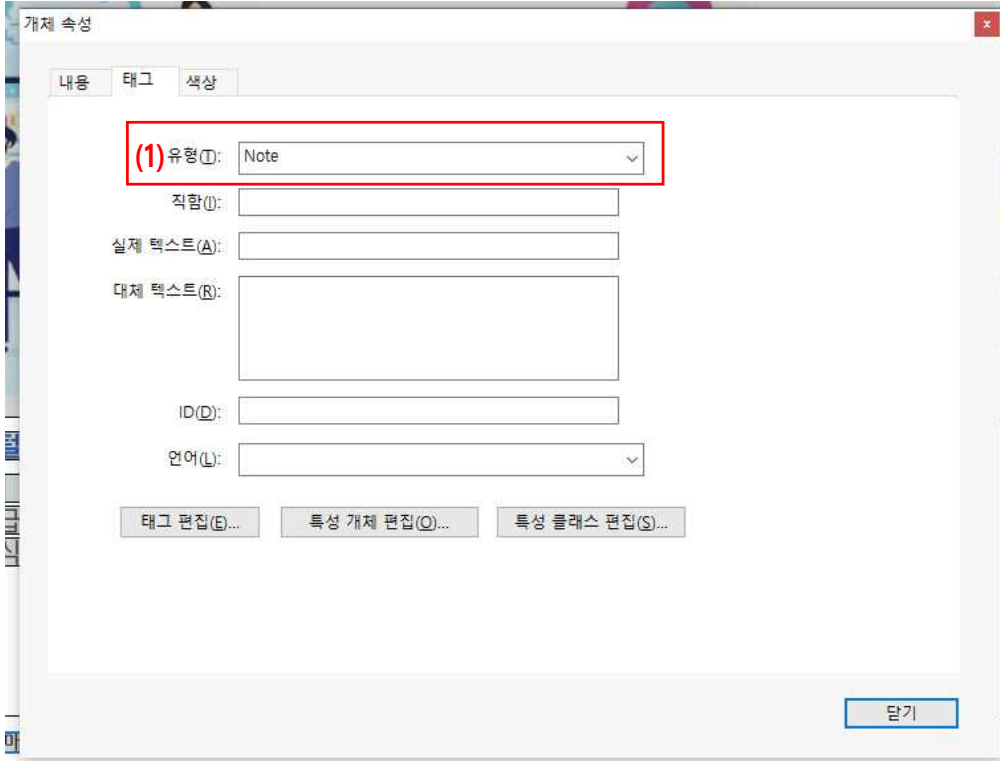 개체 속성
x
내용 태그 색상
(1) 유형(T): Note
직함(I):
실제 텍스트(A):
대체 텍스트(R):
ID(D):
언어(L):
태그 편집(E)... 특성 개체 편집(O)... 특성 클래스 편집(S)...
닫기